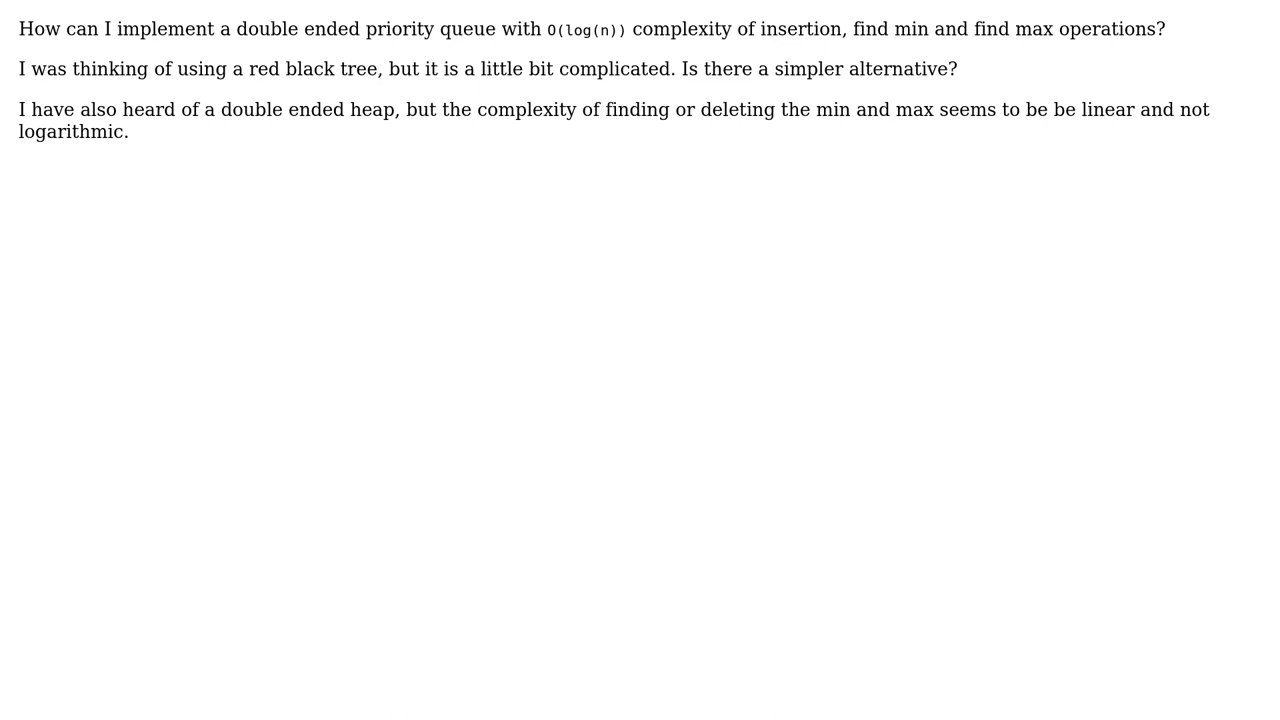 How can I implement a double ended priority queue with O(log(n)) complexity of insertion, find min and find max operations?
I was thinking of using a red black tree, but it is a little bit complicated. Is there a simpler alternative?
I have also heard of a double ended heap, but the complexity of finding or deleting the min and max seems to be be linear and not
logarithmic.